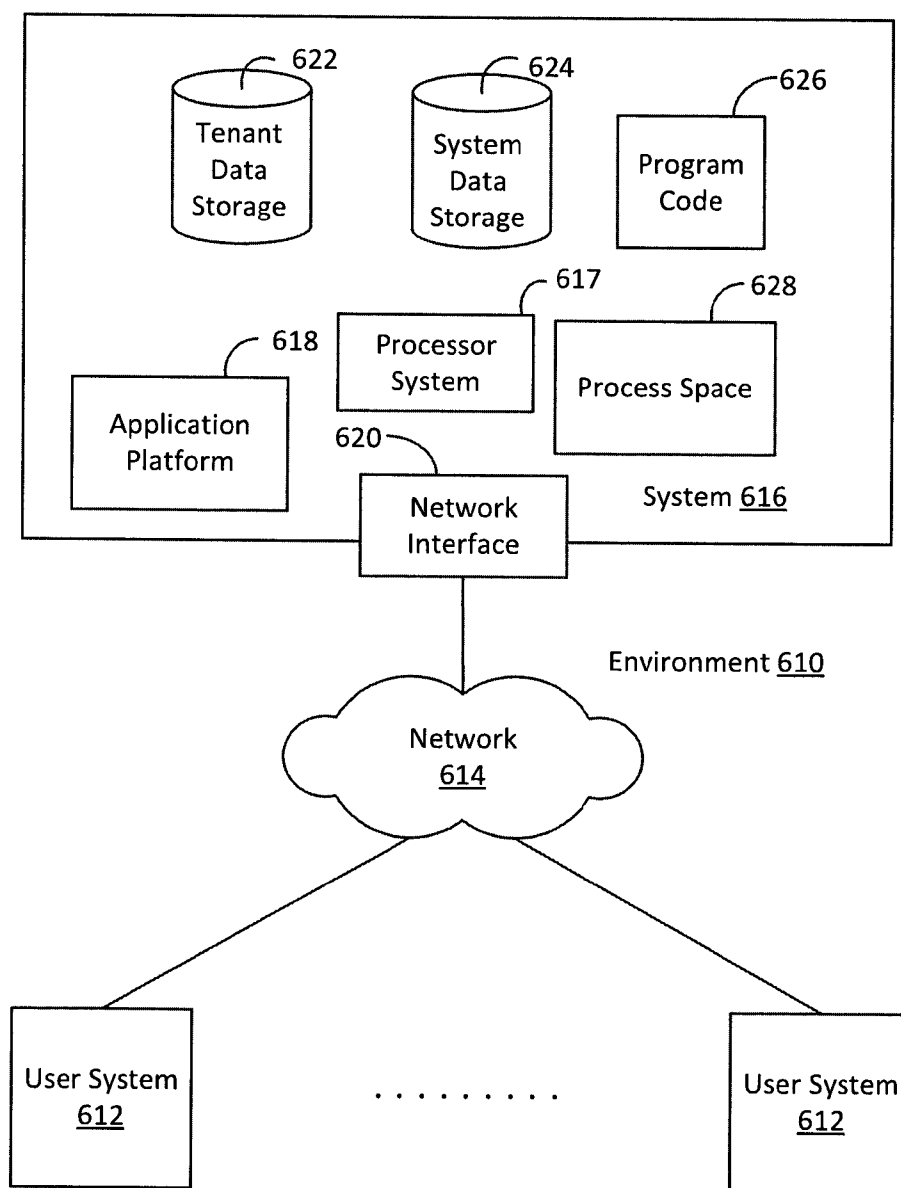 622
624
626
Tenant
Data
Storage
System
Data
Storage
Program
Code
617
628
618
Processor
System
Process Space
Application
Platform
620
System 616
Network
Interface
Environment 610
Network
614
User System
612
. . . . . . . . .
User System
612